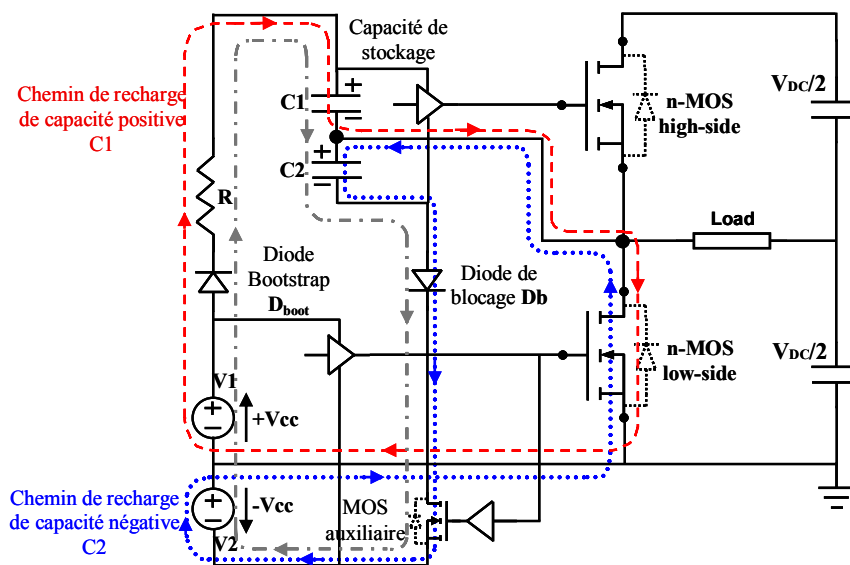 Capacité de
stockage
Chemin de recharge
de capacité positive
C1
C1
+
−
+
C2
−
n-MOS
high-side
VDC/2
R
Load
Diode
Bootstrap
Dboot
Diode de
blocage Db
n-MOS
low-side
VDC/2
V1
+
−
+Vcc
Chemin de recharge
de capacité négative
C2
+
−
-Vcc
V2
MOS
auxiliaire